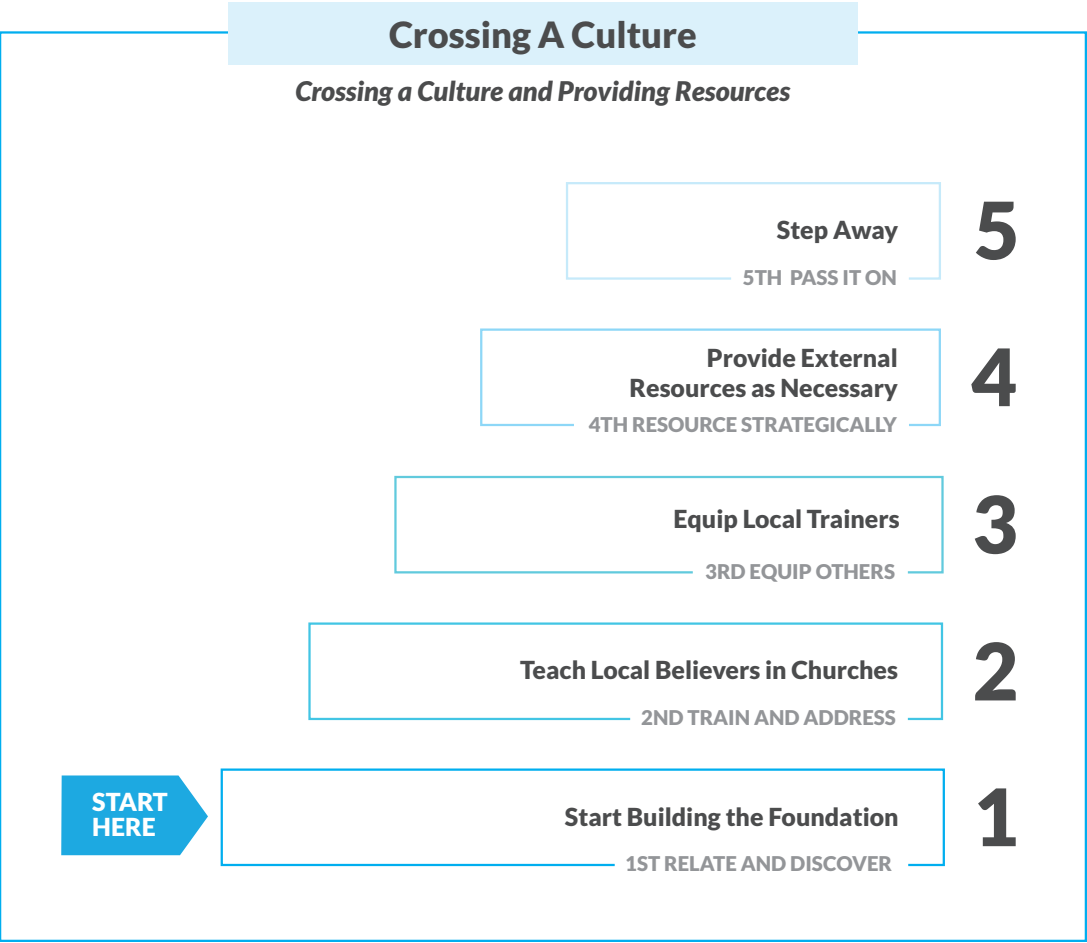 Crossing A Culture
Crossing a Culture and Providing Resources
Step Away
5TH PASS IT ON
5
Provide External
Resources as Necessary
4TH RESOURCE STRATEGICALLY
4
Equip Local Trainers
3RD EQUIP OTHERS
3
Teach Local Believers in Churches
2ND TRAIN AND ADDRESS
2
START
HERE
Start Building the Foundation
1ST RELATE AND DISCOVER
1